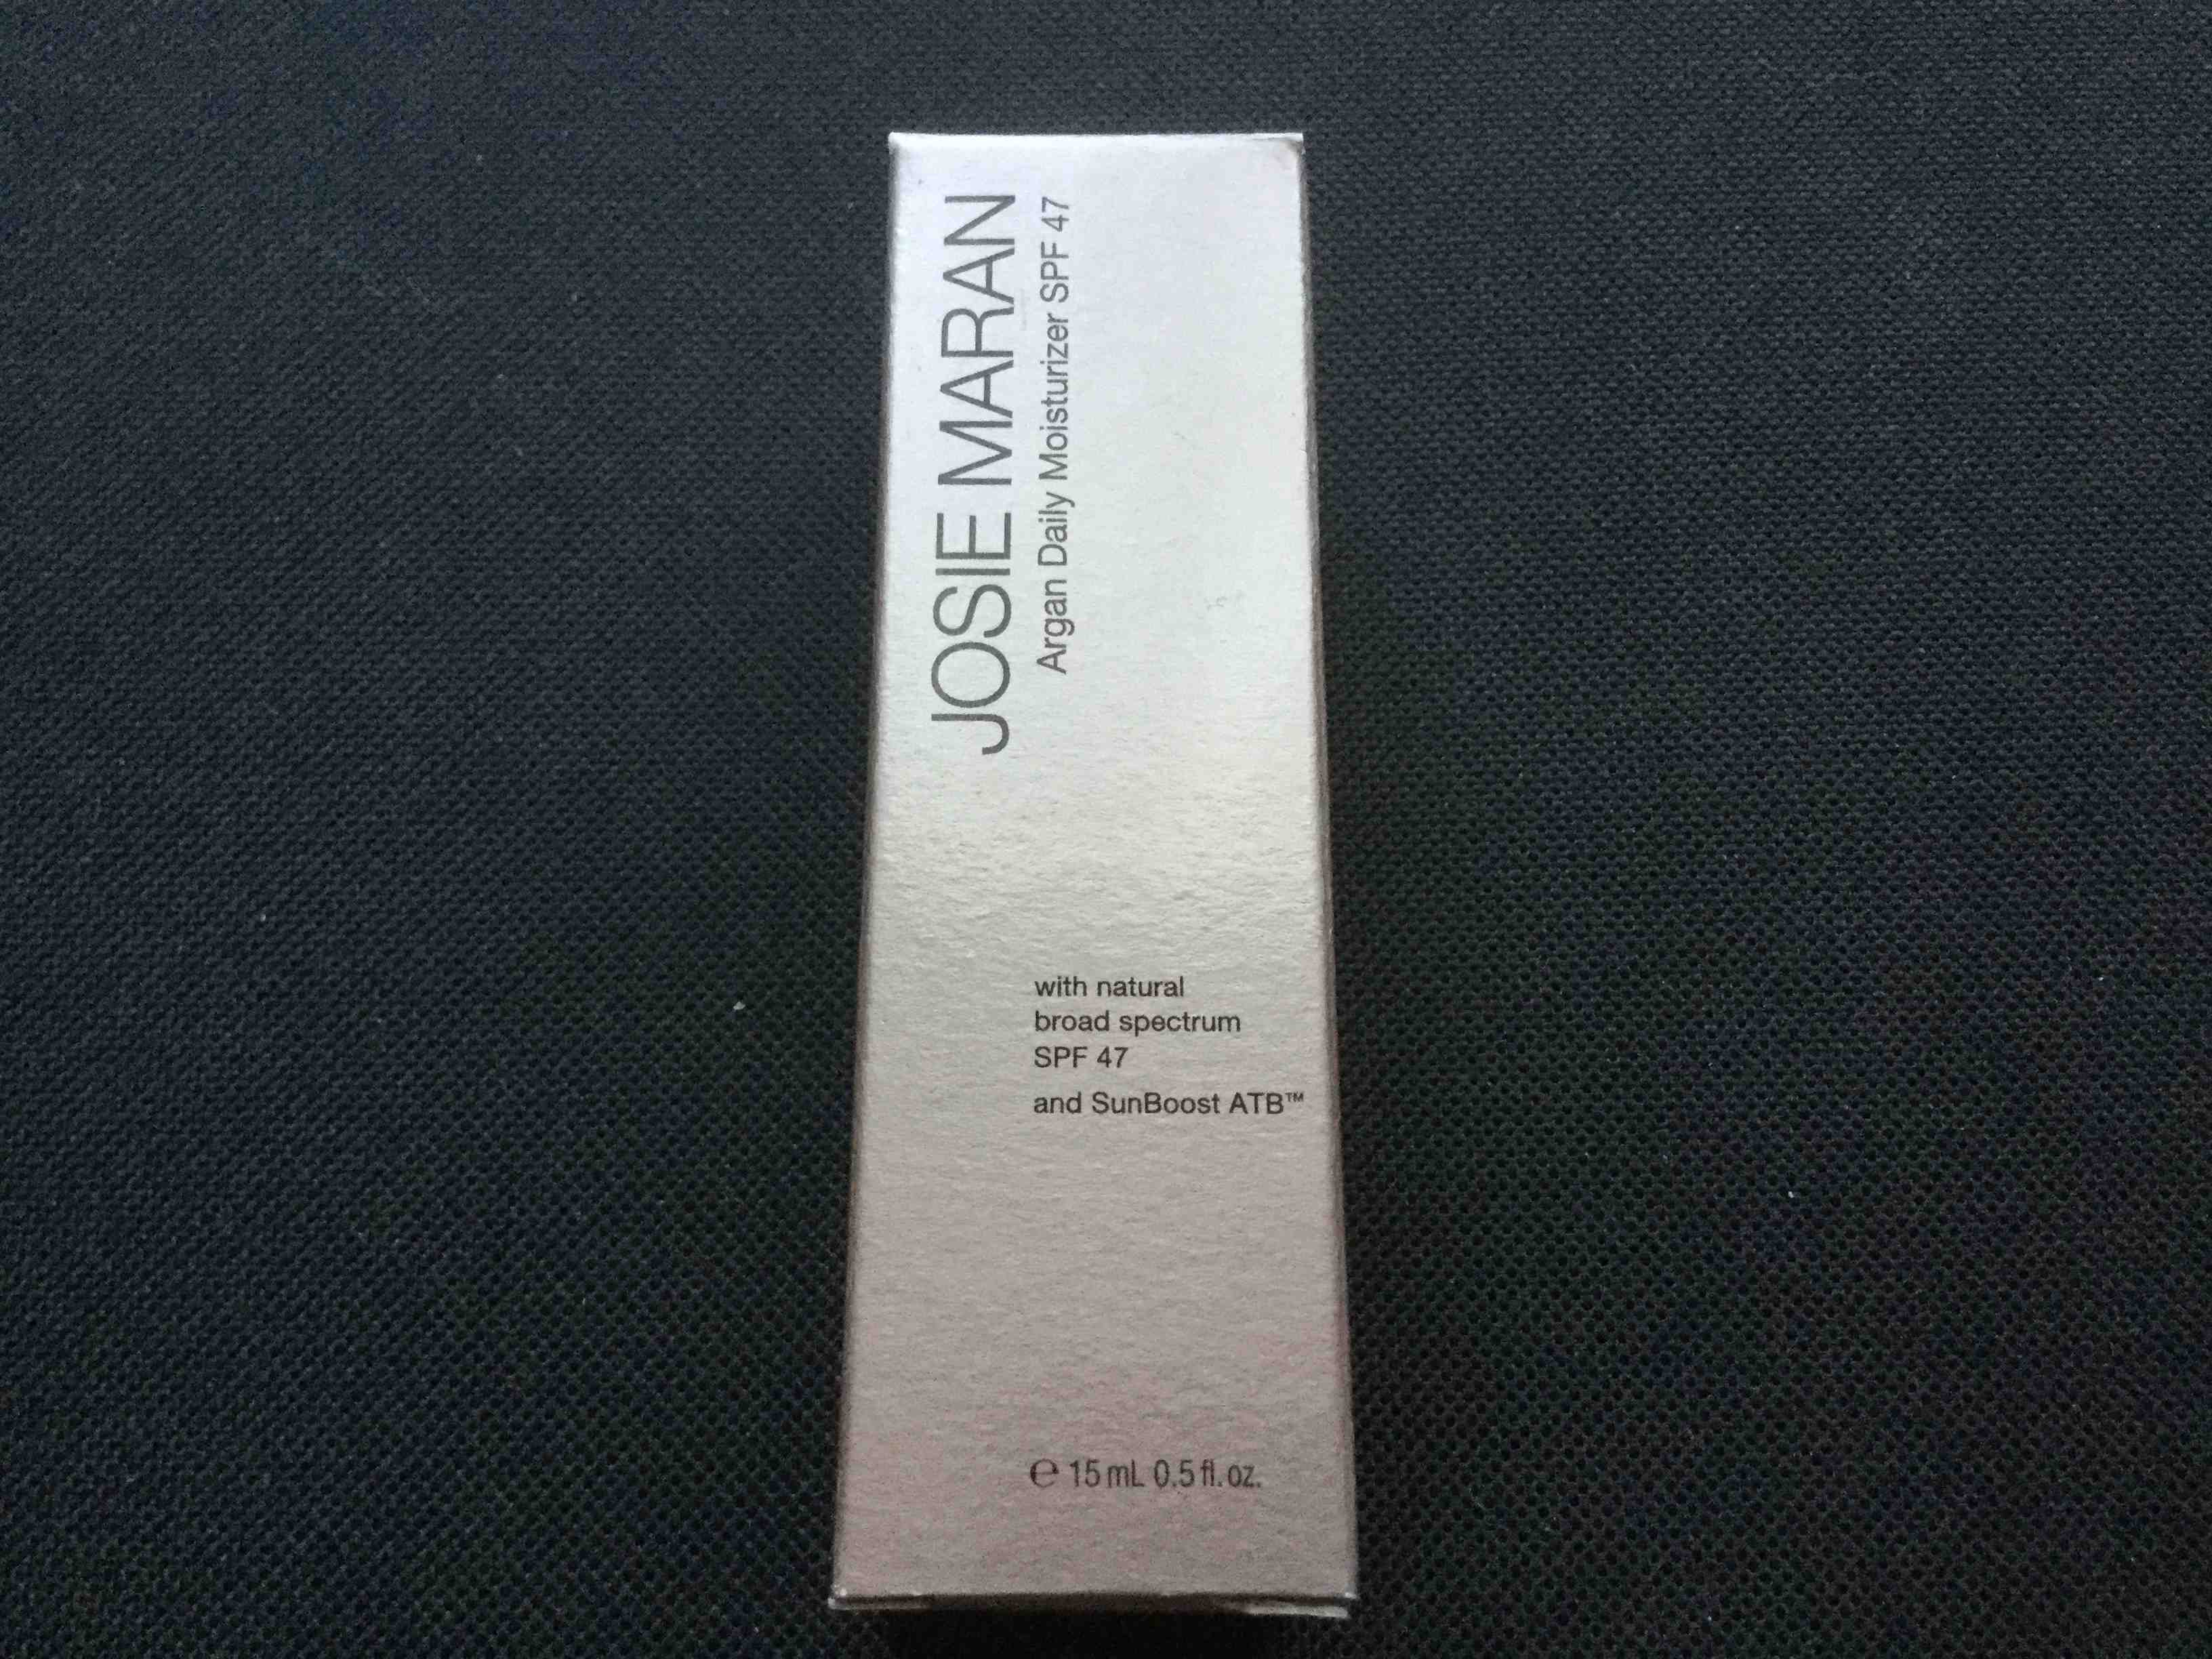 JOSIE MARAN
Argan Daily Moisturizer SPF 47
with natural
broad spectrum
SPF 47
and SunBoost ATB™
℮ 15 mL 0.5 fl. oz.